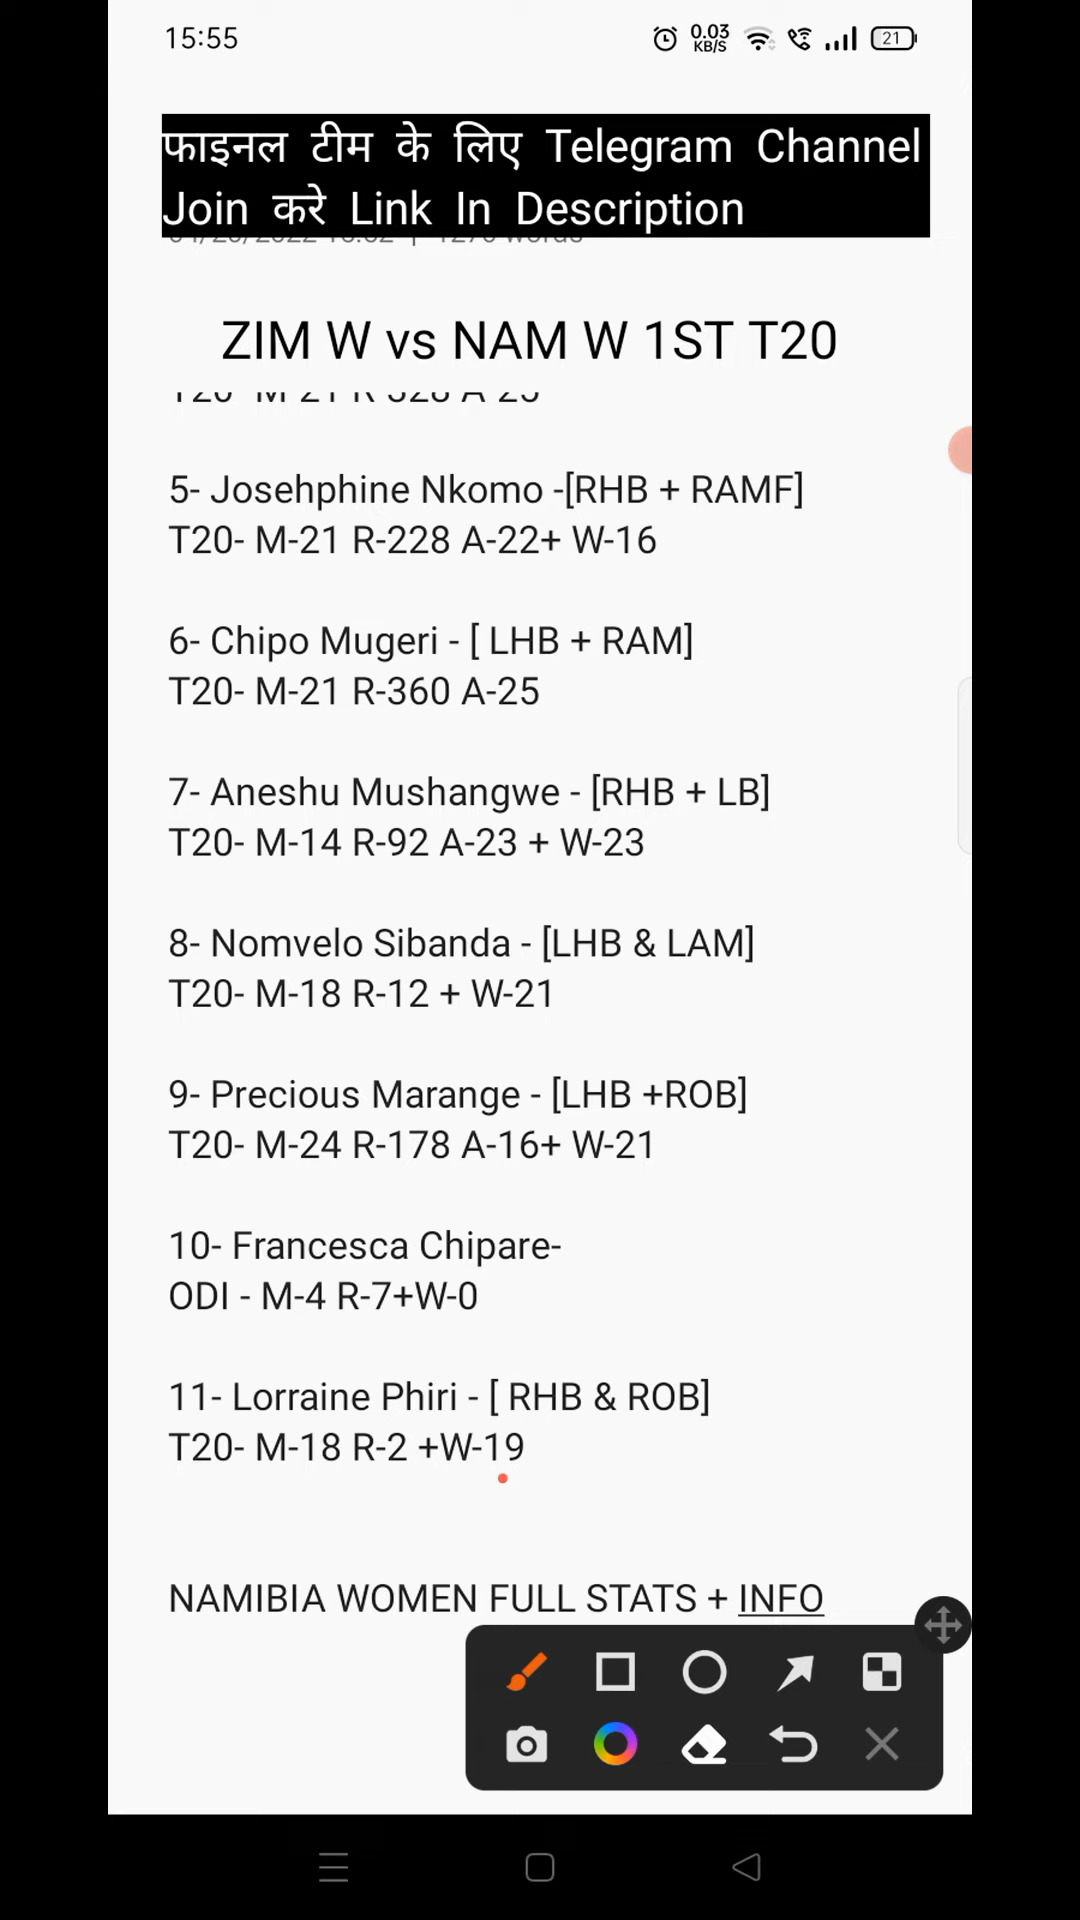 15:55
0.03
KB/S
21
फाइनल टीम के लिए Telegram Channel
Join करे Link In Description
ZIM W vs NAM W 1ST T20
5- Josehphine Nkomo -[RHB + RAMF]
T20- M-21 R-228 A-22+ W-16
6- Chipo Mugeri - [ LHB + RAM]
T20- M-21 R-360 A-25
7- Aneshu Mushangwe - [RHB + LB]
T20- M-14 R-92 A-23 + W-23
8- Nomvelo Sibanda - [LHB & LAM]
T20- M-18 R-12 + W-21
9- Precious Marange - [LHB +ROB]
T20- M-24 R-178 A-16+ W-21
10- Francesca Chipare-
ODI - M-4 R-7+W-0
11- Lorraine Phiri - [ RHB & ROB]
T20- M-18 R-2 +W-19
NAMIBIA WOMEN FULL STATS + INFO